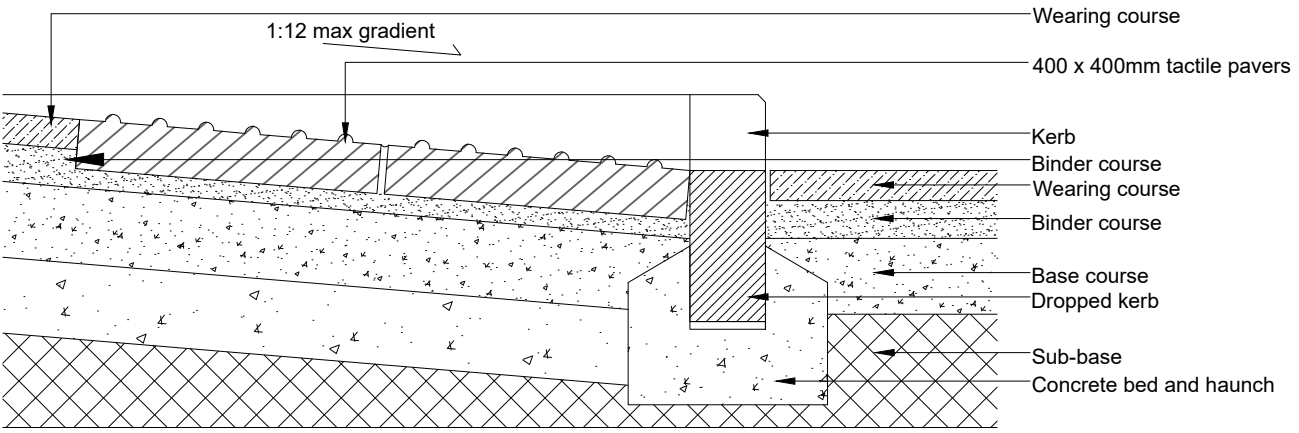 Wearing course
1:12 max gradient
400 x 400mm tactile pavers
Kerb
Binder course
Wearing course
Binder course
Base course
Dropped kerb
Sub-base
Concrete bed and haunch